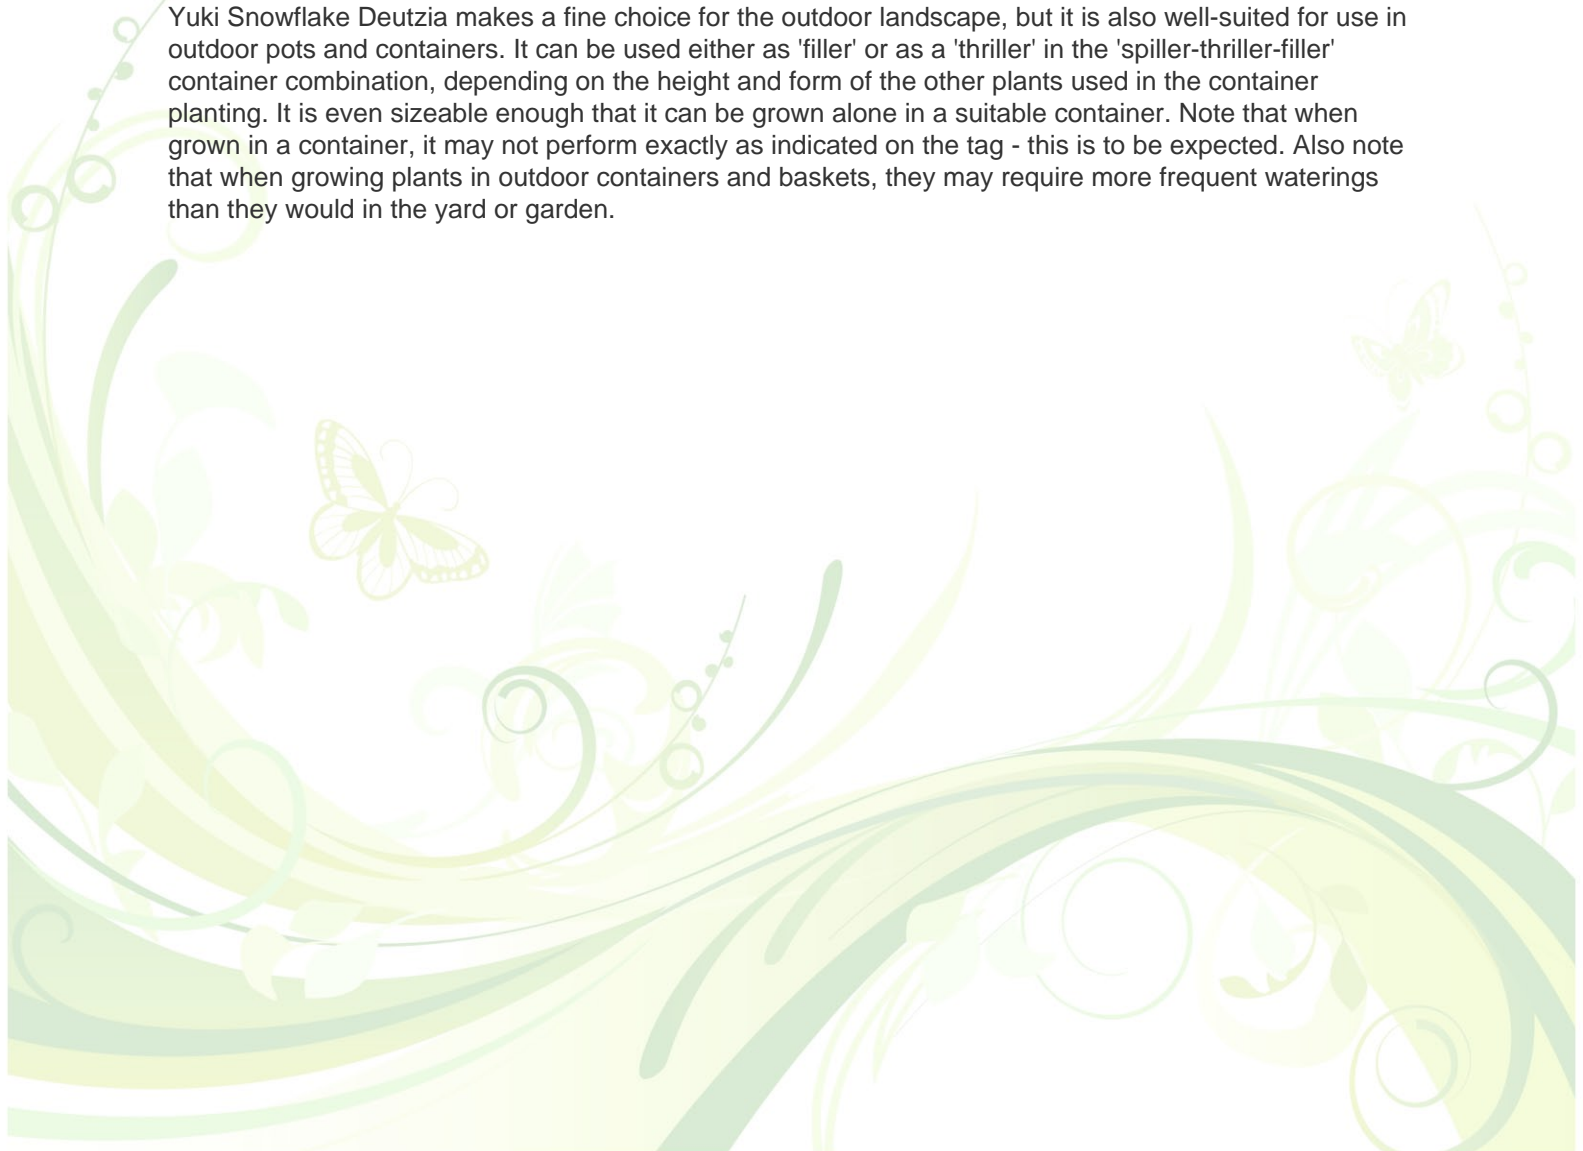 Yuki Snowflake Deutzia makes a fine choice for the outdoor landscape, but it is also well-suited for use in
outdoor pots and containers. It can be used either as 'filler' or as a 'thriller' in the 'spiller-thriller-filler'
container combination, depending on the height and form of the other plants used in the container
planting. It is even sizeable enough that it can be grown alone in a suitable container. Note that when
grown in a container, it may not perform exactly as indicated on the tag - this is to be expected. Also note
that when growing plants in outdoor containers and baskets, they may require more frequent waterings
than they would in the yard or garden.